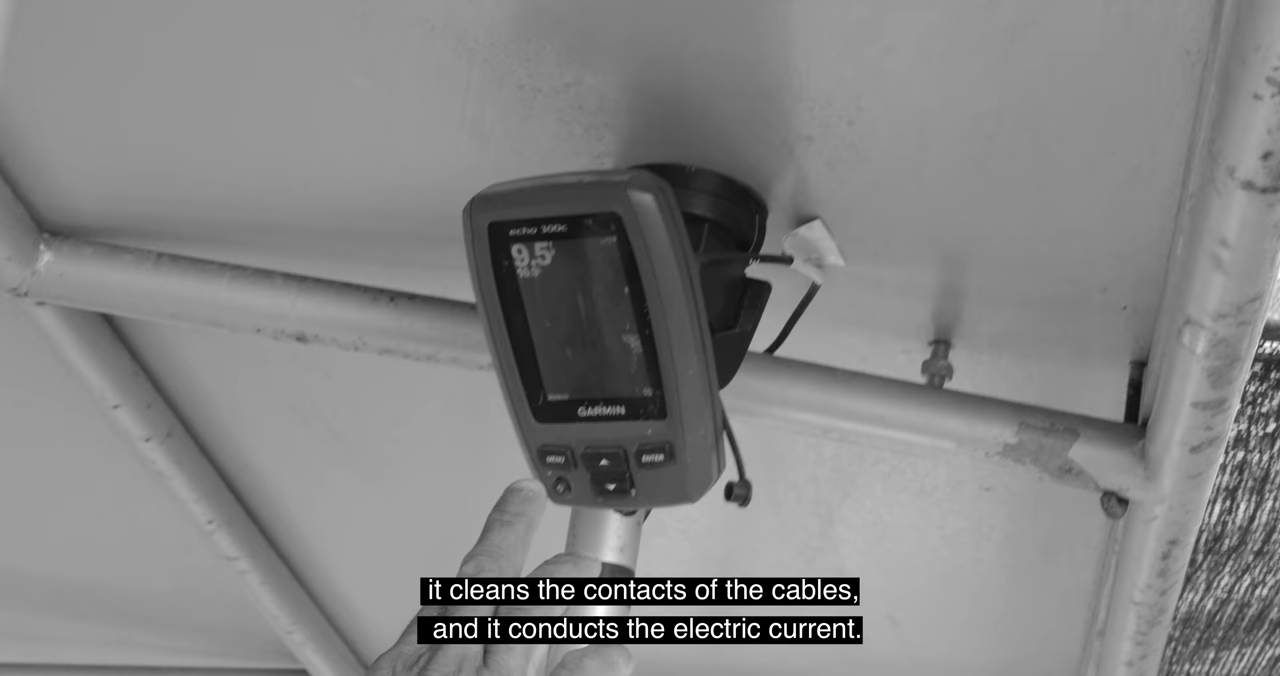 echo 300c
9.5
GARMIN
MENU
ENTER
it cleans the contacts of the cables,
and it conducts the electric current.